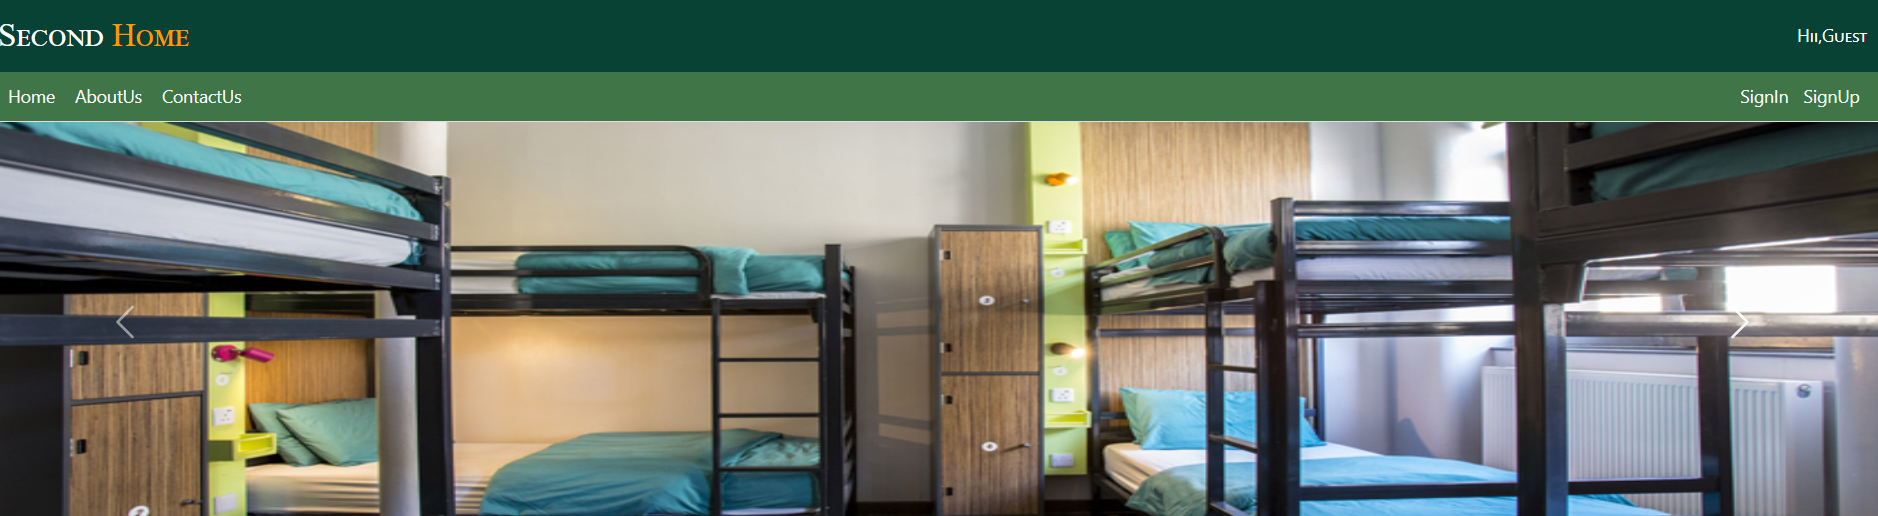 Second Home
Hii,Guest
Home AboutUs ContactUs
SignIn SignUp